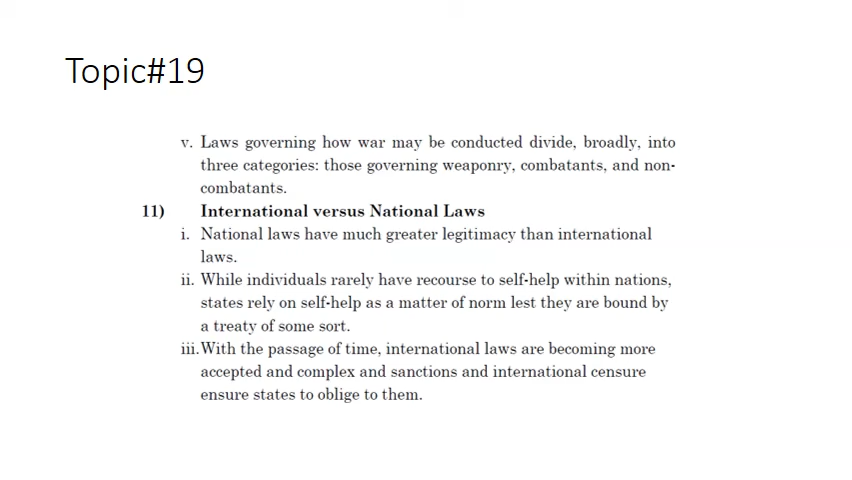 Topic#19
v. Laws governing how war may be conducted divide, broadly, into
three categories: those governing weaponry, combatants, and non-
combatants.
11) International versus National Laws
i. National laws have much greater legitimacy than international
laws.
ii. While individuals rarely have recourse to self-help within nations,
states rely on self-help as a matter of norm lest they are bound by
a treaty of some sort.
iii.With the passage of time, international laws are becoming more
accepted and complex and sanctions and international censure
ensure states to oblige to them.